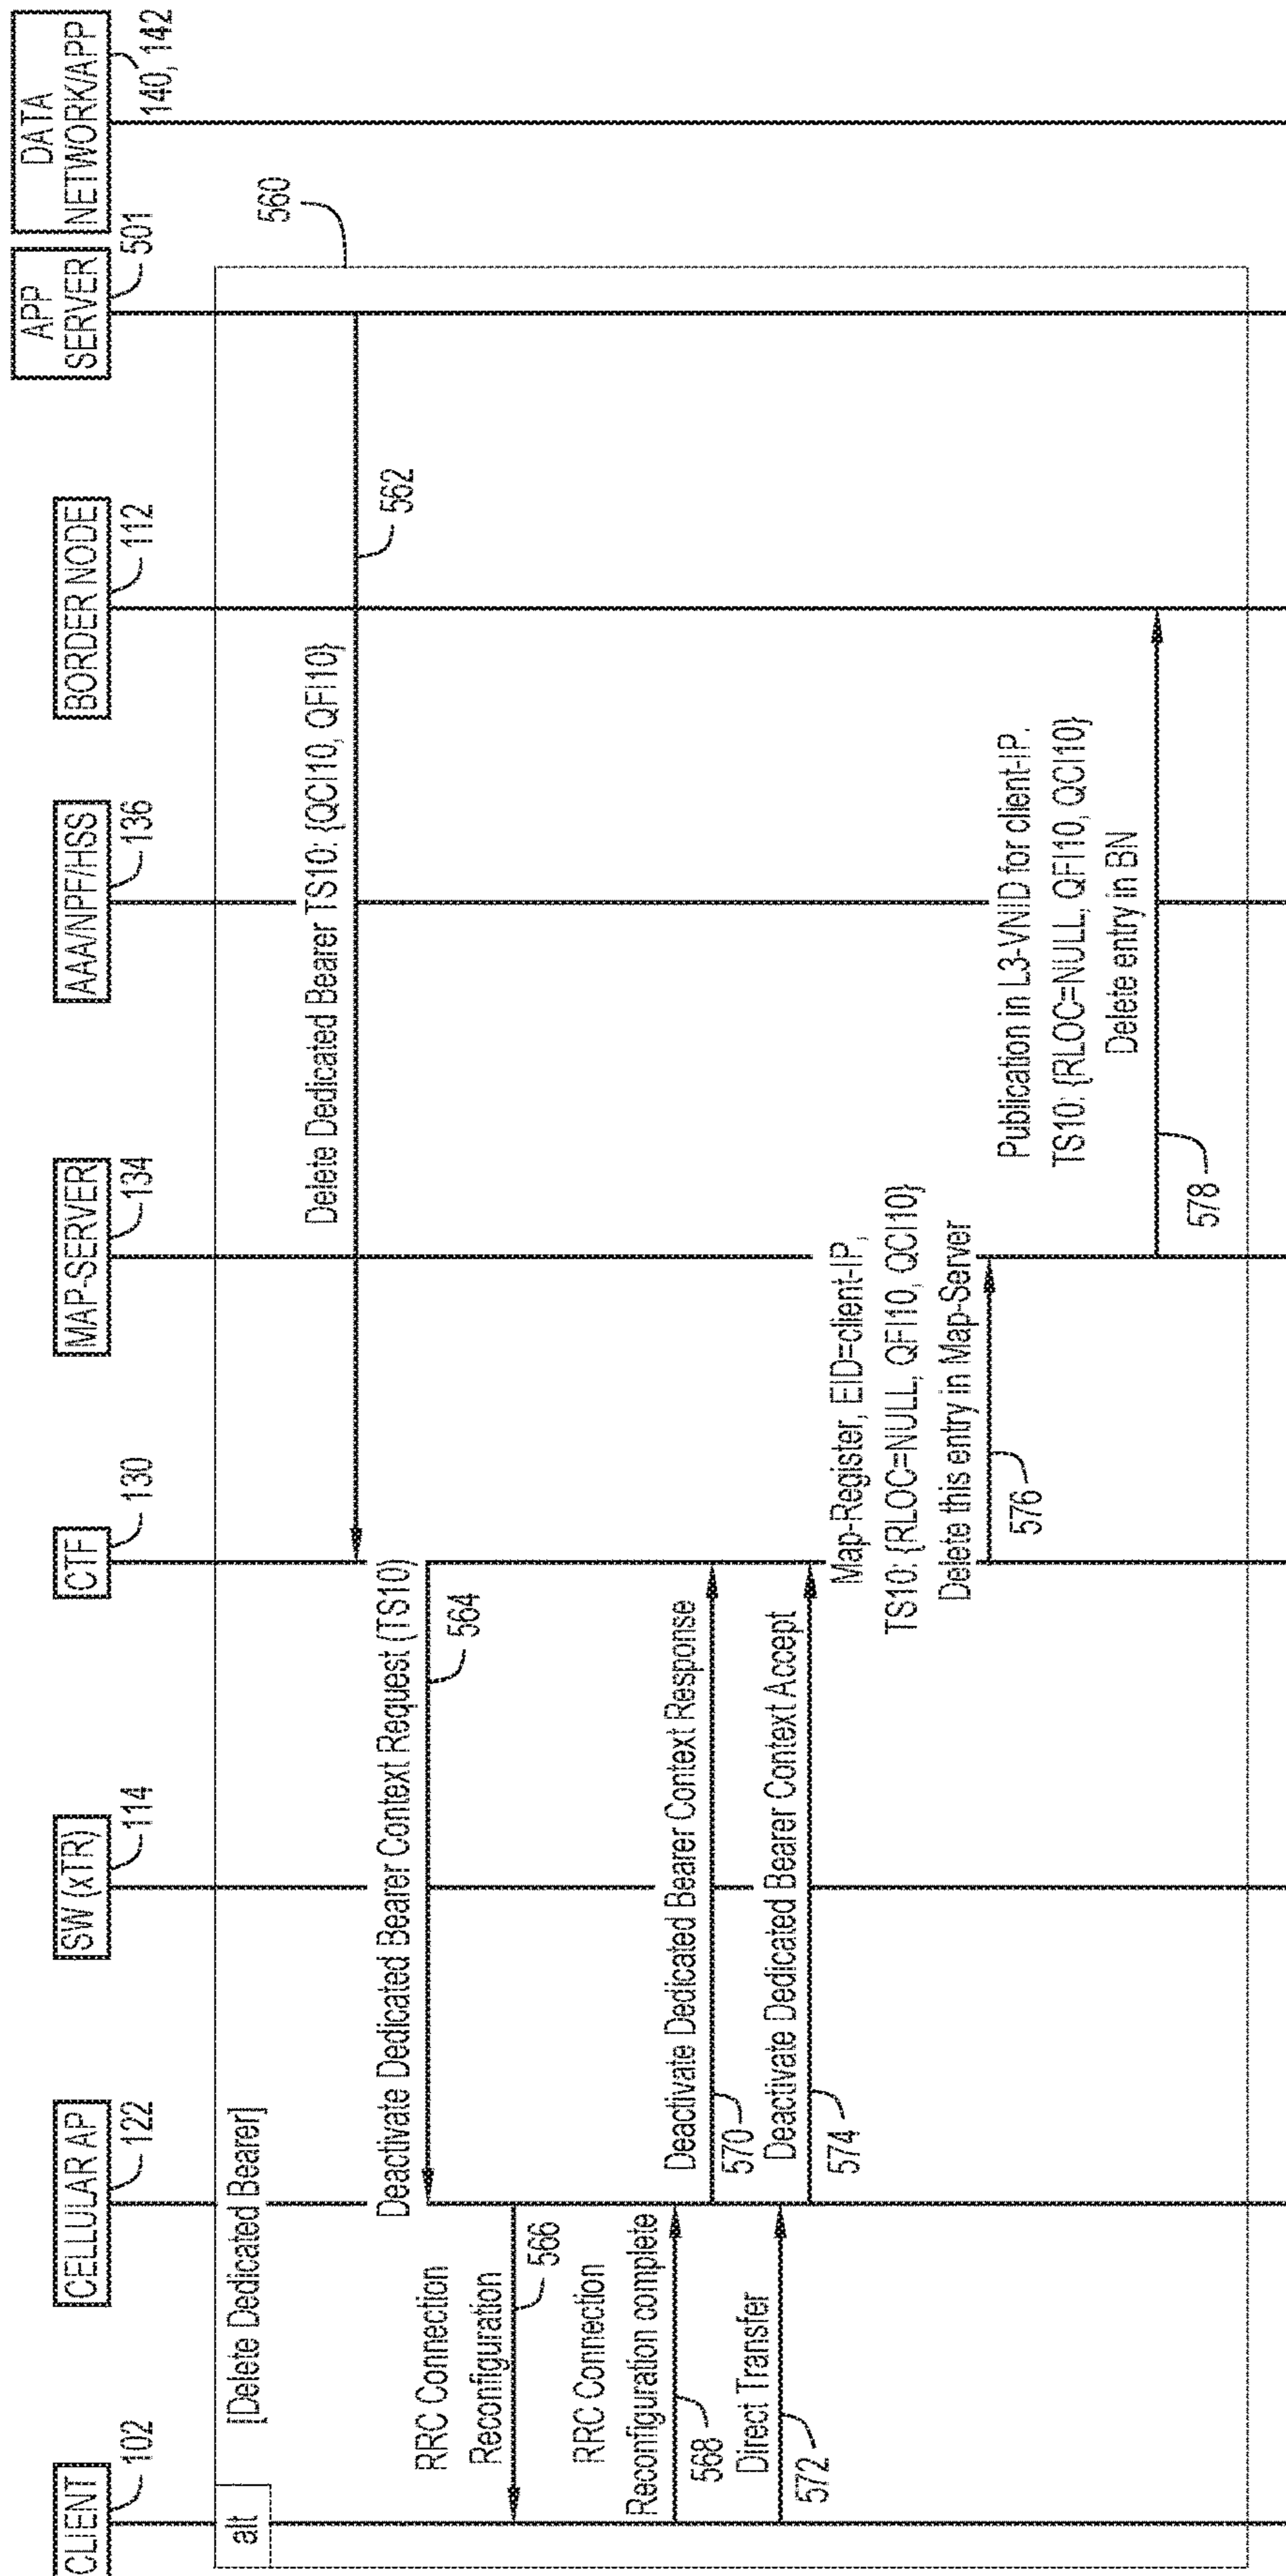 CLIENT
102
CELLULAR AP
122
SW (xTR)
114
CTF
130
MAP-SERVER
134
AAA/NPF/HSS
136
BORDER NODE
112
APP
SERVER
501
DATA
NETWORK/APP
140, 142
alt
[Delete Dedicated Bearer]
560
Delete Dedicated Bearer TS10: {QCI10, QFI10}
562
Deactivate Dedicated Bearer Context Request (TS10)
564
RRC Connection
Reconfiguration
566
RRC Connection
Reconfiguration complete
568
Deactivate Dedicated Bearer Context Response
570
Direct Transfer
572
Deactivate Dedicated Bearer Context Accept
574
Map-Register, EID=client-IP,
TS10: {RLOC=NULL, QFI10, QCI10}
Delete this entry in Map-Server
576
Publication in L3-VNID for client-IP,
TS10: {RLOC=NULL, QFI10, QCI10}
Delete entry in BN
578